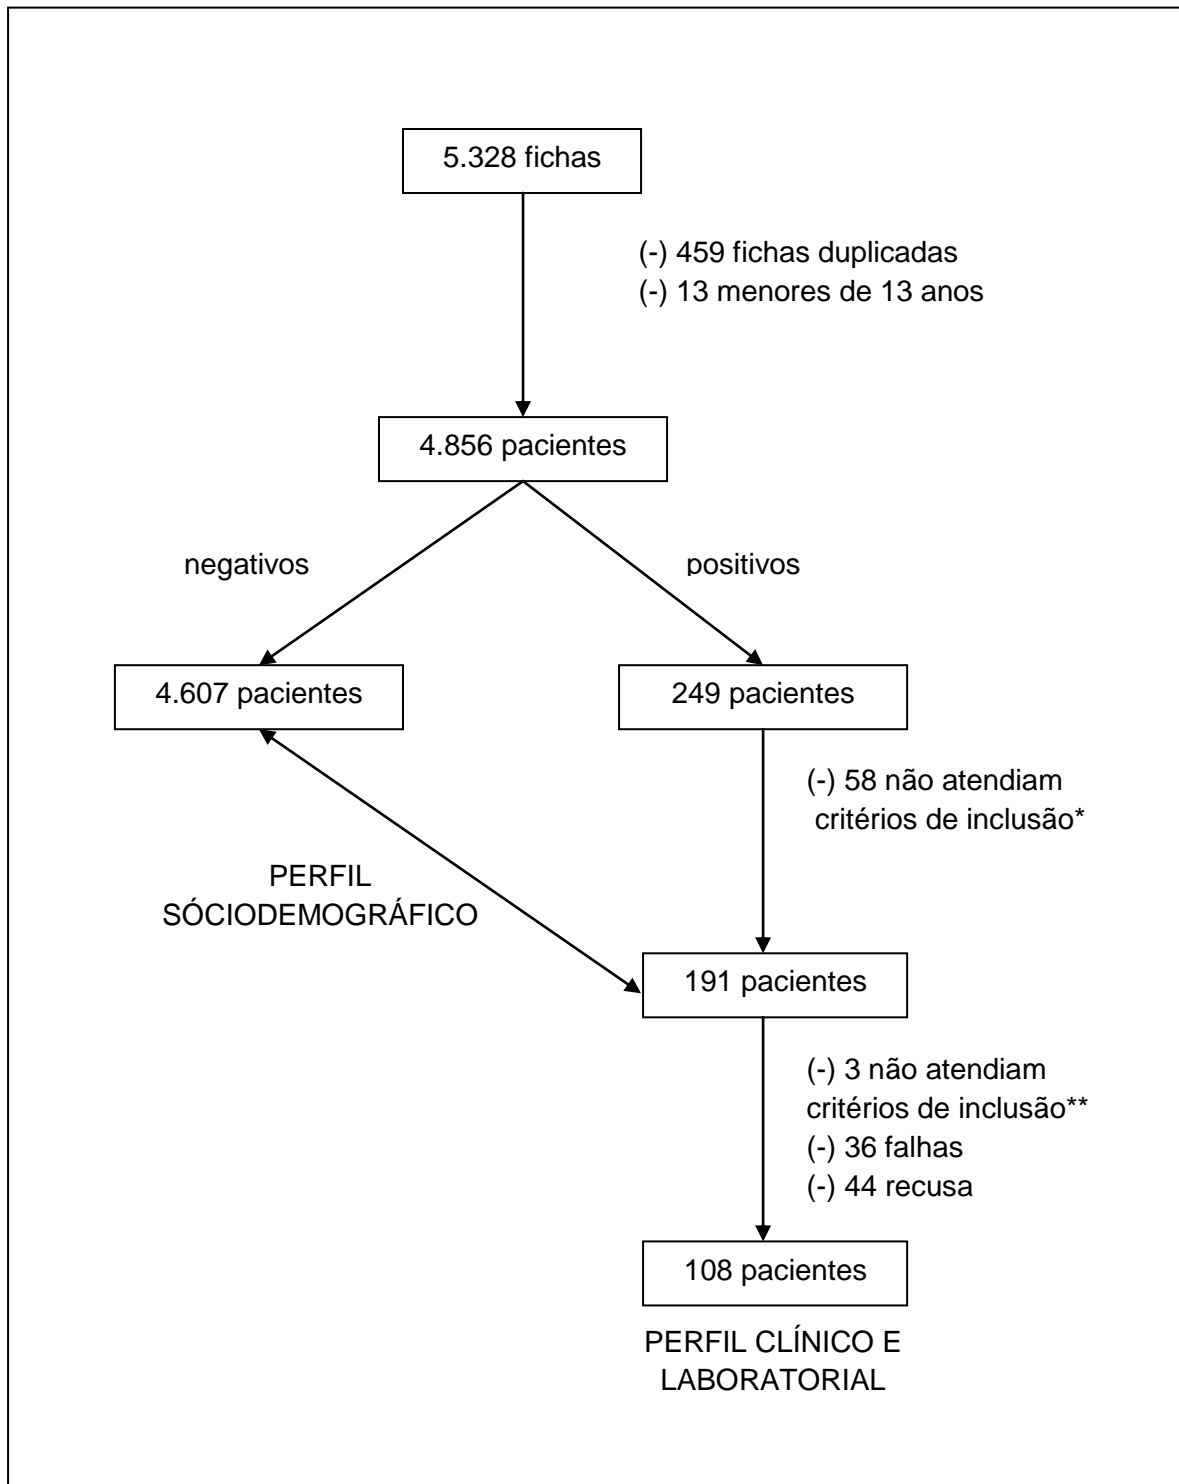 5.328 fichas
(-) 459 fichas duplicadas
(-) 13 menores de 13 anos
4.856 pacientes
negativos
positivos
4.607 pacientes
249 pacientes
(-) 58 não atendiam
critérios de inclusão*
PERFIL
SÓCIODEMOGRÁFICO
191 pacientes
(-) 3 não atendiam
critérios de inclusão**
(-) 36 falhas
(-) 44 recusa
108 pacientes
PERFIL CLÍNICO E
LABORATORIAL